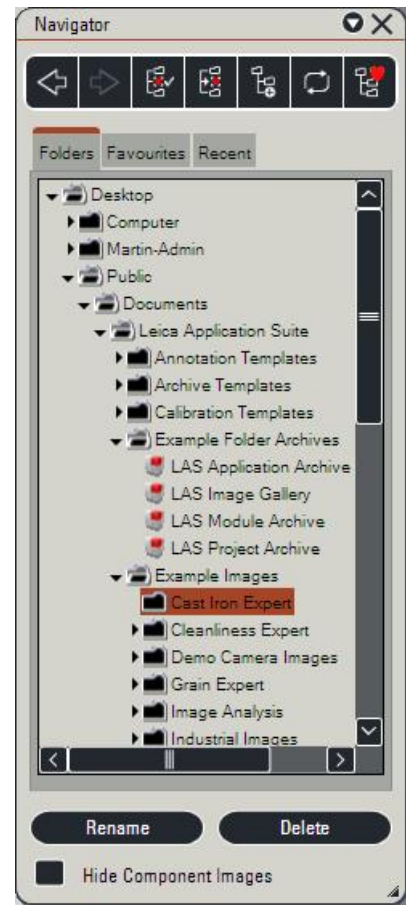 Navigator
Folders Favourites Recent
Desktop
Computer
Martin-Admin
Public
Documents
Leica Application Suite
Annotation Templates
Archive Templates
Calibration Templates
Example Folder Archives
LAS Application Archive
LAS Image Gallery
LAS Module Archive
LAS Project Archive
Example Images
Cast Iron Expert
Cleanliness Expert
Demo Camera Images
Grain Expert
Image Analysis
Industrial Images
Rename Delete
Hide Component Images